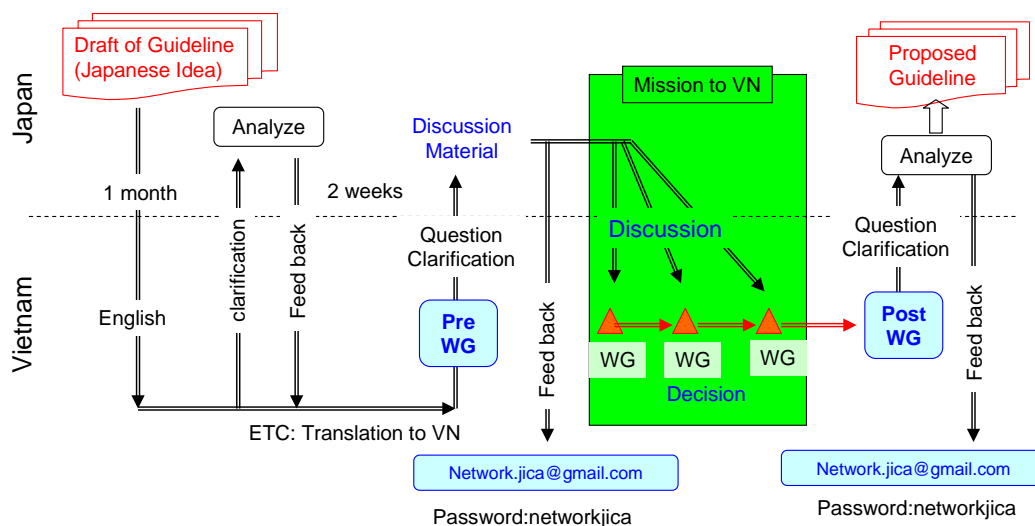 Japan
Vietnam
Draft of Guideline
(Japanese Idea)
Analyze
1 month
clarification
Feed back
2 weeks
English
ETC: Translation to VN
Discussion
Material
Question
Clarification
Pre
WG
Feed back
Network.jica@gmail.com
Password:networkjica
Mission to VN
Discussion
WG
WG
WG
Decision
Proposed
Guideline
Analyze
Question
Clarification
Post
WG
Feed back
Network.jica@gmail.com
Password:networkjica